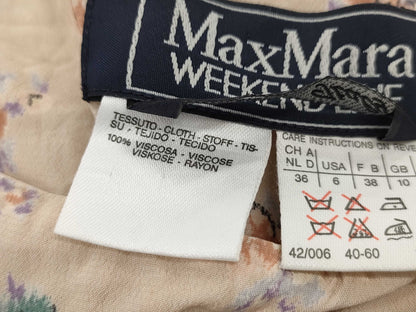 MaxMara
WEEKEND LINE
TESSUTO - CLOTH - STOFF - TIS-
SU - TEJIDO - TECIDO
100% VISCOSA - VISCOSE
VISKOSE - RAYON
CARE INSTRUCTIONS ON REVER
CH A
NL D USA F B GB
36 6 38 10
42/006 40-60